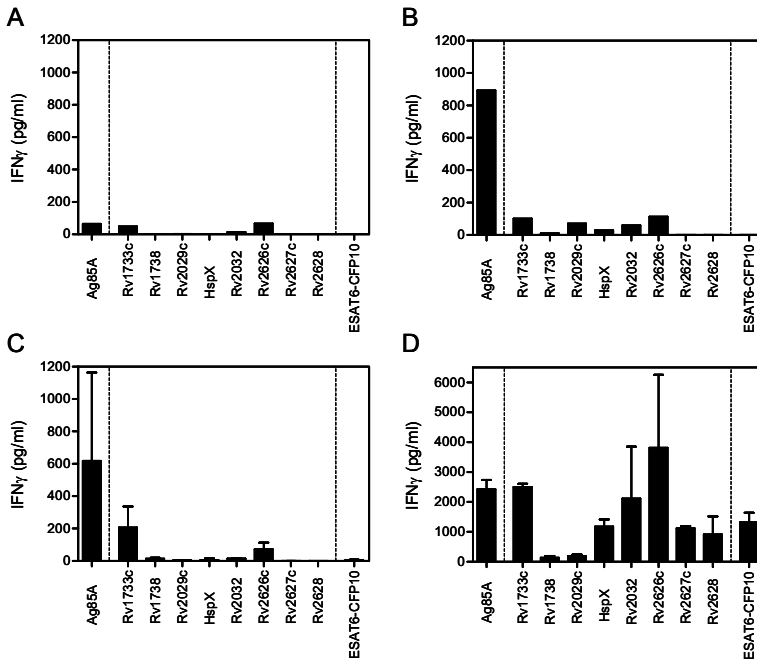 A
1200
1000
800
600
400
200
0
IFNγ (pg/ml)
Ag85A
Rv1733c
Rv1738
Rv2029c
HspX
Rv2032
Rv2626c
Rv2627c
Rv2628
ESAT6-CFP10
B
1200
1000
800
600
400
200
0
IFNγ (pg/ml)
Ag85A
Rv1733c
Rv1738
Rv2029c
HspX
Rv2032
Rv2626c
Rv2627c
Rv2628
ESAT6-CFP10
C
1200
1000
800
600
400
200
0
IFNγ (pg/ml)
Ag85A
Rv1733c
Rv1738
Rv2029c
HspX
Rv2032
Rv2626c
Rv2627c
Rv2628
ESAT6-CFP10
D
6000
5000
4000
3000
2000
1000
0
IFNγ (pg/ml)
Ag85A
Rv1733c
Rv1738
Rv2029c
HspX
Rv2032
Rv2626c
Rv2627c
Rv2628
ESAT6-CFP10